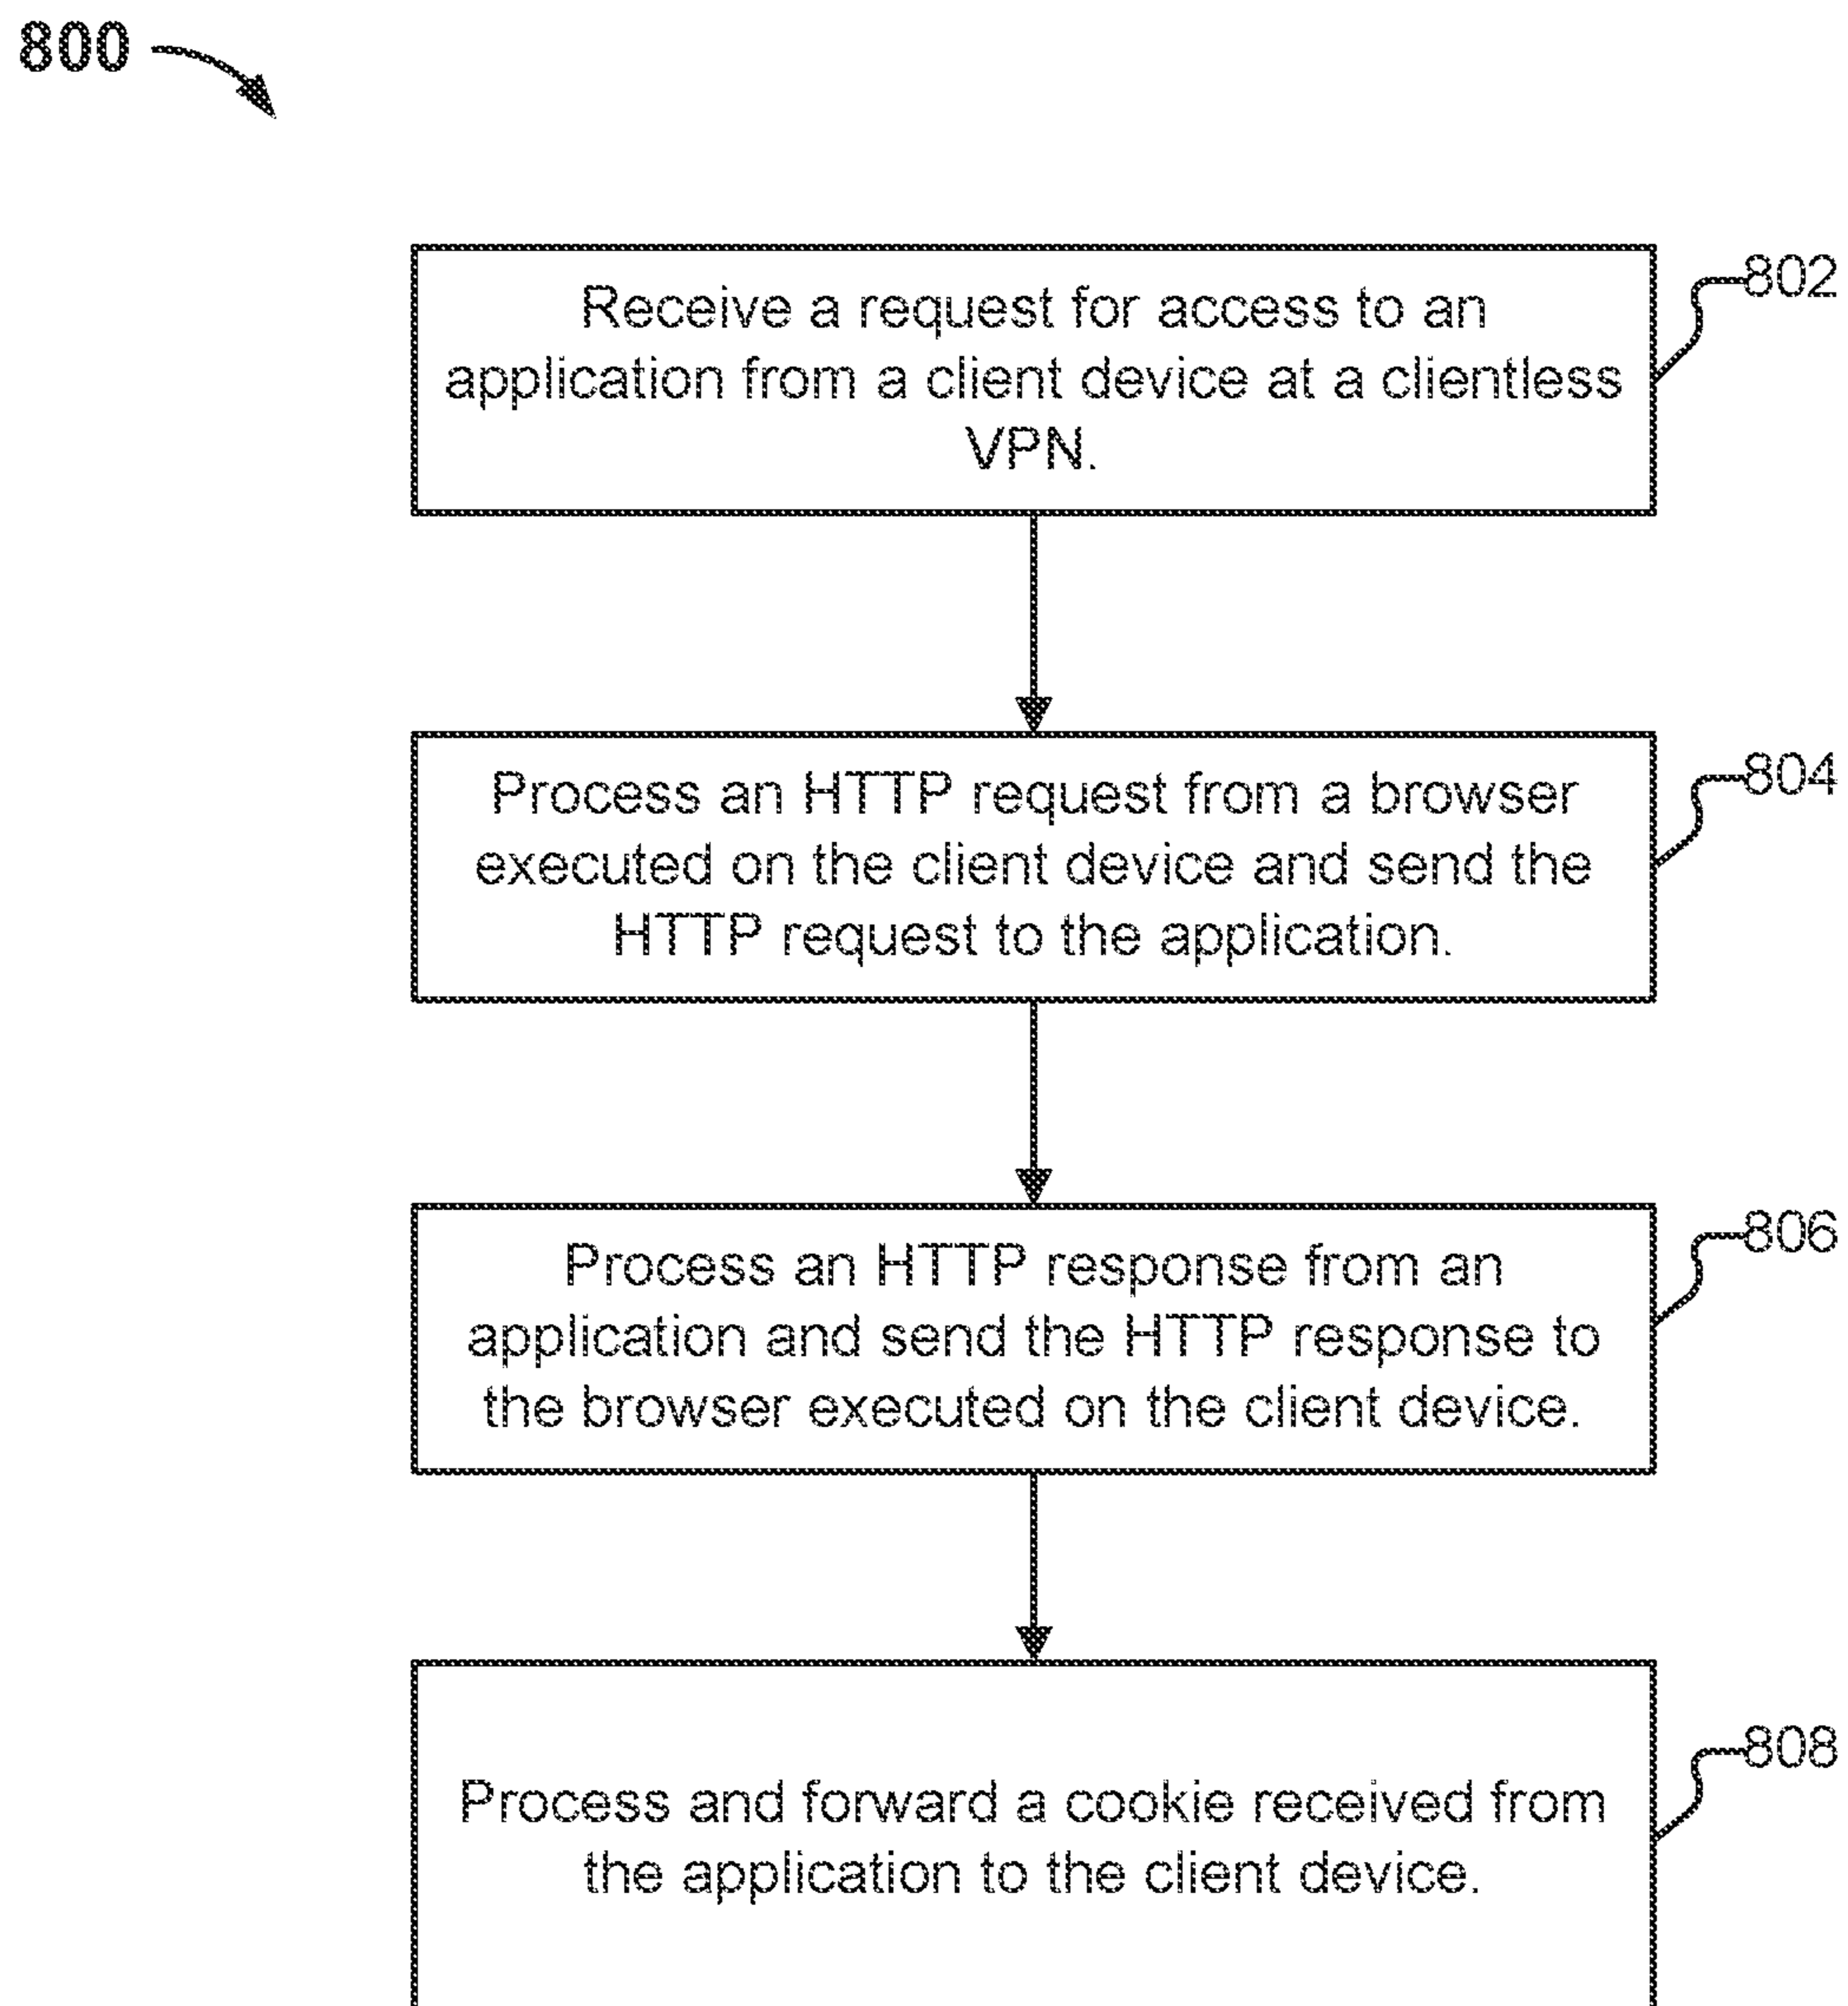 800
Receive a request for access to an
application from a client device at a clientless
VPN.
802
Process an HTTP request from a browser
executed on the client device and send the
HTTP request to the application.
804
Process an HTTP response from an
application and send the HTTP response to
the browser executed on the client device.
806
Process and forward a cookie received from
the application to the client device.
808